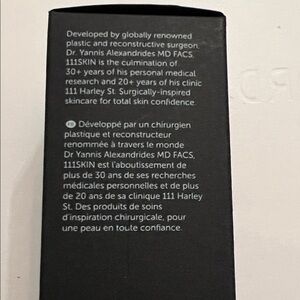 Developed by globally renowned
plastic and reconstructive surgeon,
Dr. Yannis Alexandrides MD FACS,
111SKIN is the culmination of
30+ years of his personal medical
research and 20+ years of his clinic
111 Harley St. Surgically-inspired
skincare for total skin confidence.
FR Développé par un chirurgien
plastique et reconstructeur
renommée à travers le monde
Dr Yannis Alexandrides MD FACS,
111SKIN est l'aboutissement de
plus de 30 ans de ses recherches
médicales personnelles et de plus
de 20 ans de sa clinique 111 Harley
St. Des produits de soins
d'inspiration chirurgicale, pour
une peau en toute confiance.